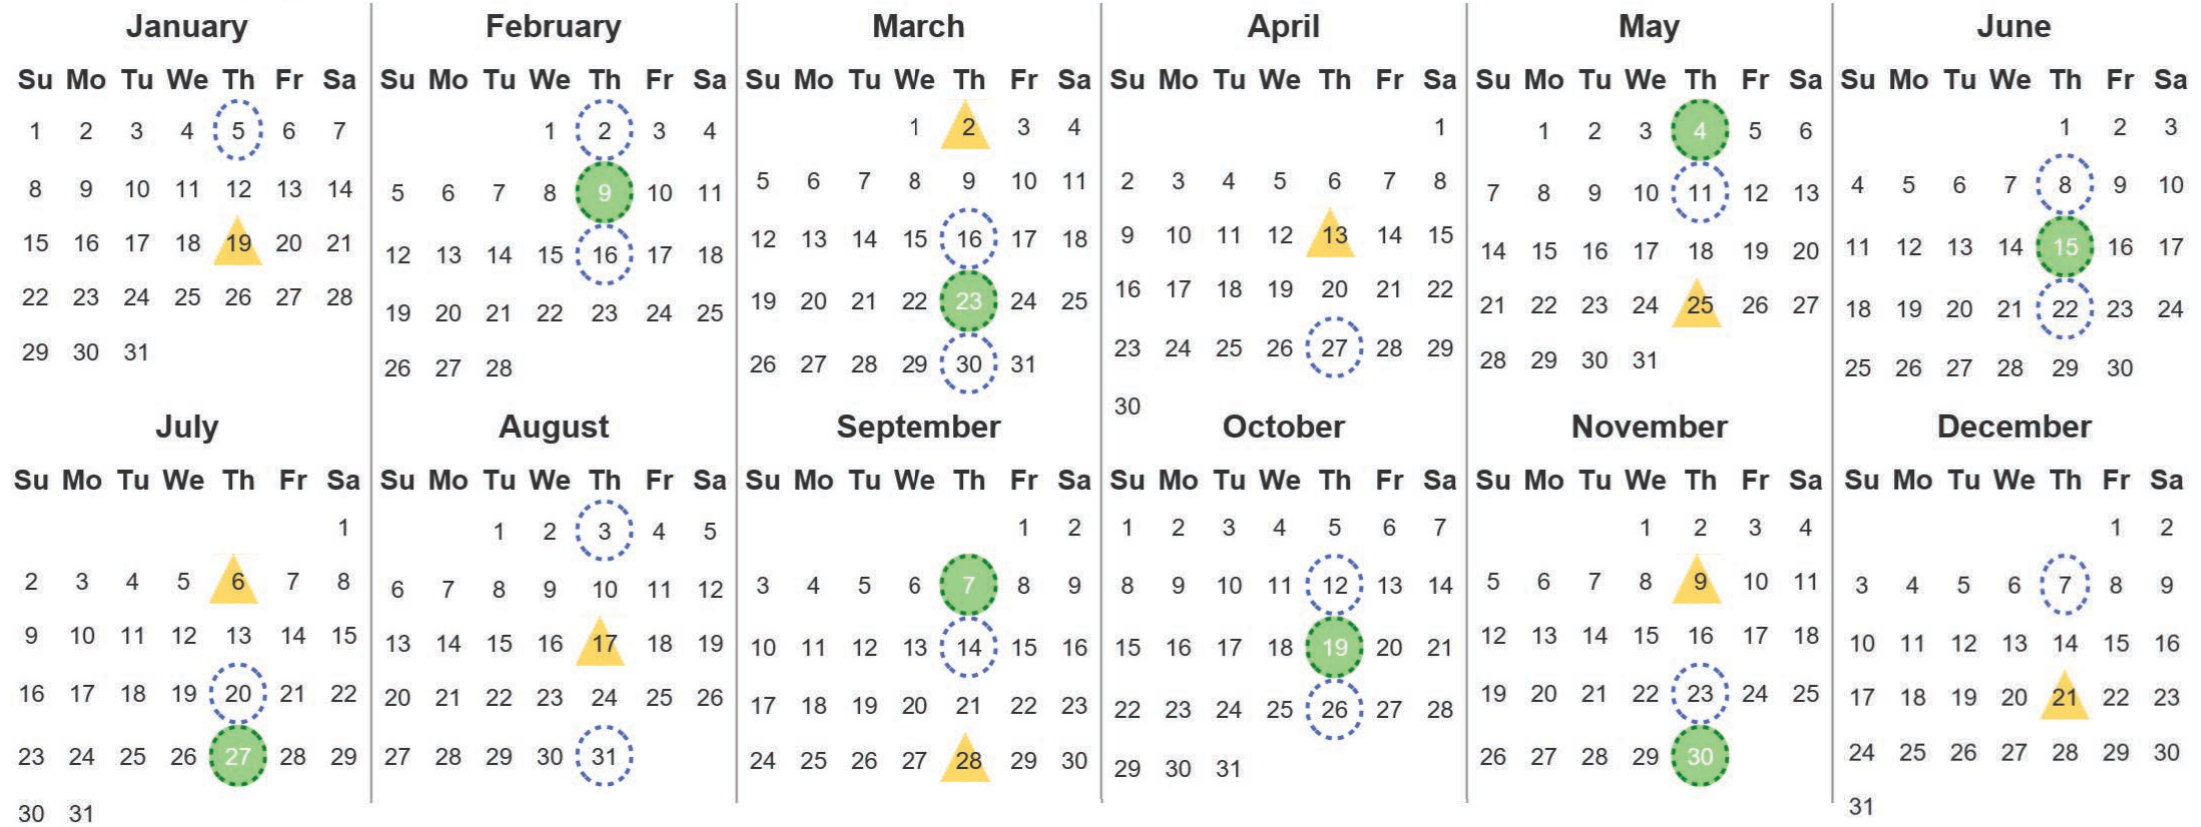 January
Su Mo Tu We Th Fr Sa
1 2 3 4 5 6 7
8 9 10 11 12 13 14
15 16 17 18 19 20 21
22 23 24 25 26 27 28
29 30 31
February
Su Mo Tu We Th Fr Sa
1 2 3 4
5 6 7 8 9 10 11
12 13 14 15 16 17 18
19 20 21 22 23 24 25
26 27 28
March
Su Mo Tu We Th Fr Sa
1 2 3 4
5 6 7 8 9 10 11
12 13 14 15 16 17 18
19 20 21 22 23 24 25
26 27 28 29 30 31
April
Su Mo Tu We Th Fr Sa
1
2 3 4 5 6 7 8
9 10 11 12 13 14 15
16 17 18 19 20 21 22
23 24 25 26 27 28 29
30
May
Su Mo Tu We Th Fr Sa
1 2 3 4 5 6
7 8 9 10 11 12 13
14 15 16 17 18 19 20
21 22 23 24 25 26 27
28 29 30 31
June
Su Mo Tu We Th Fr Sa
1 2 3
4 5 6 7 8 9 10
11 12 13 14 15 16 17
18 19 20 21 22 23 24
25 26 27 28 29 30
July
Su Mo Tu We Th Fr Sa
1
2 3 4 5 6 7 8
9 10 11 12 13 14 15
16 17 18 19 20 21 22
23 24 25 26 27 28 29
30 31
August
Su Mo Tu We Th Fr Sa
1 2 3 4 5
6 7 8 9 10 11 12
13 14 15 16 17 18 19
20 21 22 23 24 25 26
27 28 29 30 31
September
Su Mo Tu We Th Fr Sa
1 2
3 4 5 6 7 8 9
10 11 12 13 14 15 16
17 18 19 20 21 22 23
24 25 26 27 28 29 30
October
Su Mo Tu We Th Fr Sa
1 2 3 4 5 6 7
8 9 10 11 12 13 14
15 16 17 18 19 20 21
22 23 24 25 26 27 28
29 30 31
November
Su Mo Tu We Th Fr Sa
1 2 3 4
5 6 7 8 9 10 11
12 13 14 15 16 17 18
19 20 21 22 23 24 25
26 27 28 29 30
December
Su Mo Tu We Th Fr Sa
1 2
3 4 5 6 7 8 9
10 11 12 13 14 15 16
17 18 19 20 21 22 23
24 25 26 27 28 29 30
31